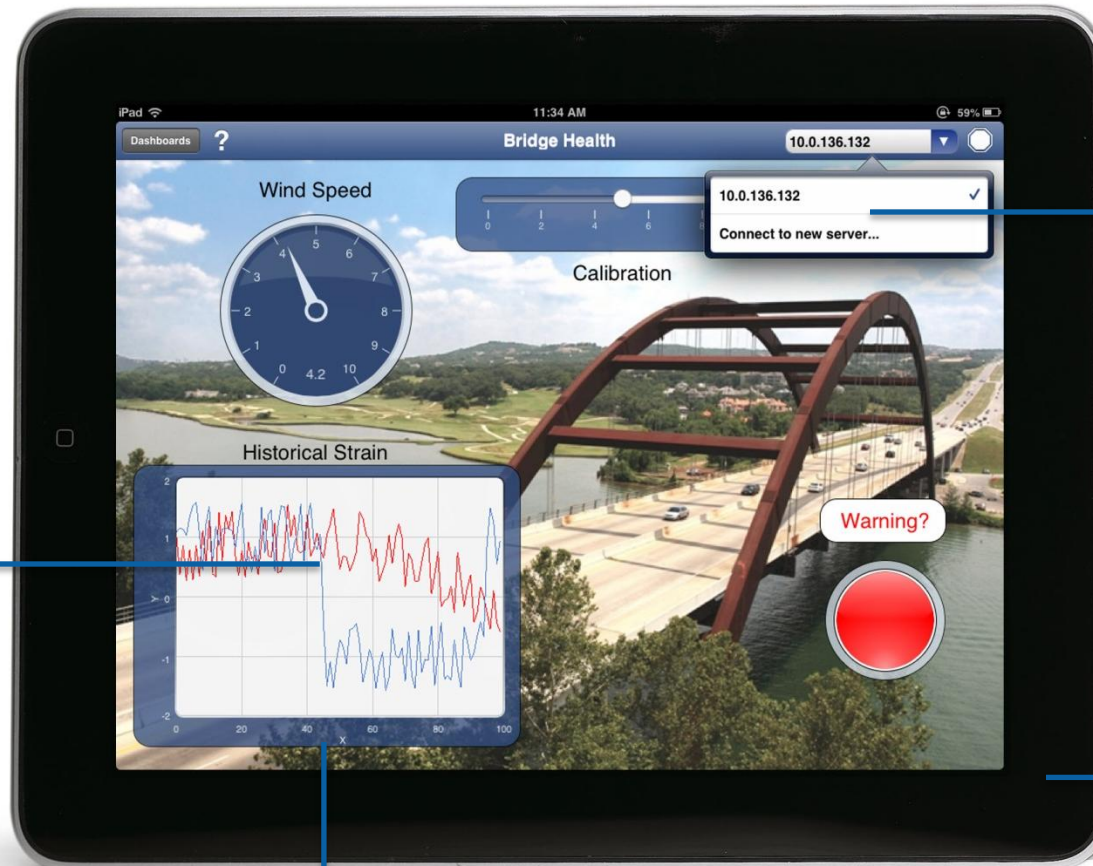 iPad 11:34 AM 59%
Dashboards ? Bridge Health 10.0.136.132
10.0.136.132 ✓
Connect to new server...
Wind Speed
0 1 2 3 4 5 6 7 8 9 10
4.2
0 2 4 6 8
Calibration
Historical Strain
2
1
0
-1
-2
Y
0 20 40 60 80 100
X
Warning?